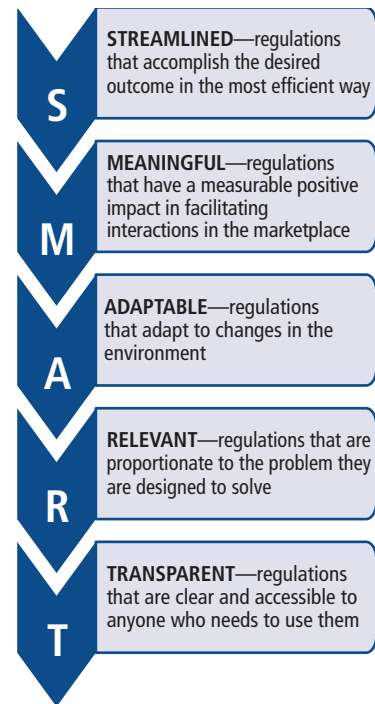 S
STREAMLINED—regulations
that accomplish the desired
outcome in the most efficient way
M
MEANINGFUL—regulations
that have a measurable positive
impact in facilitating
interactions in the marketplace
A
ADAPTABLE—regulations
that adapt to changes in the
environment
R
RELEVANT—regulations that are
proportionate to the problem they
are designed to solve
T
TRANSPARENT—regulations
that are clear and accessible to
anyone who needs to use them